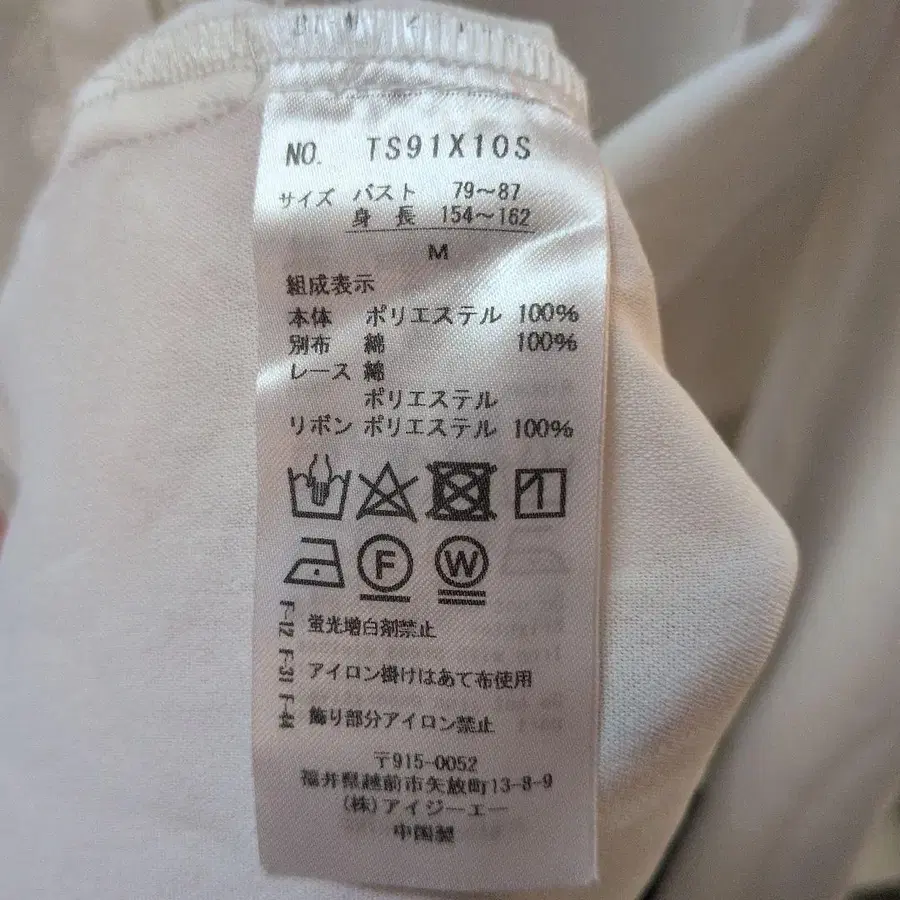 NO. TS91X10S
サイズ バスト 79～87
身長 154～162
M
組成表示
本体 ポリエステル 100%
別布 綿 100%
レース 綿
ポリエステル
リボン ポリエステル 100%
F
W
F-12 蛍光増白剤禁止
F-31 アイロン掛けはあて布使用
F-44 飾り部分アイロン禁止
〒915-0052
福井県越前市矢放町13-8-9
(株)アイジーエー
中国製